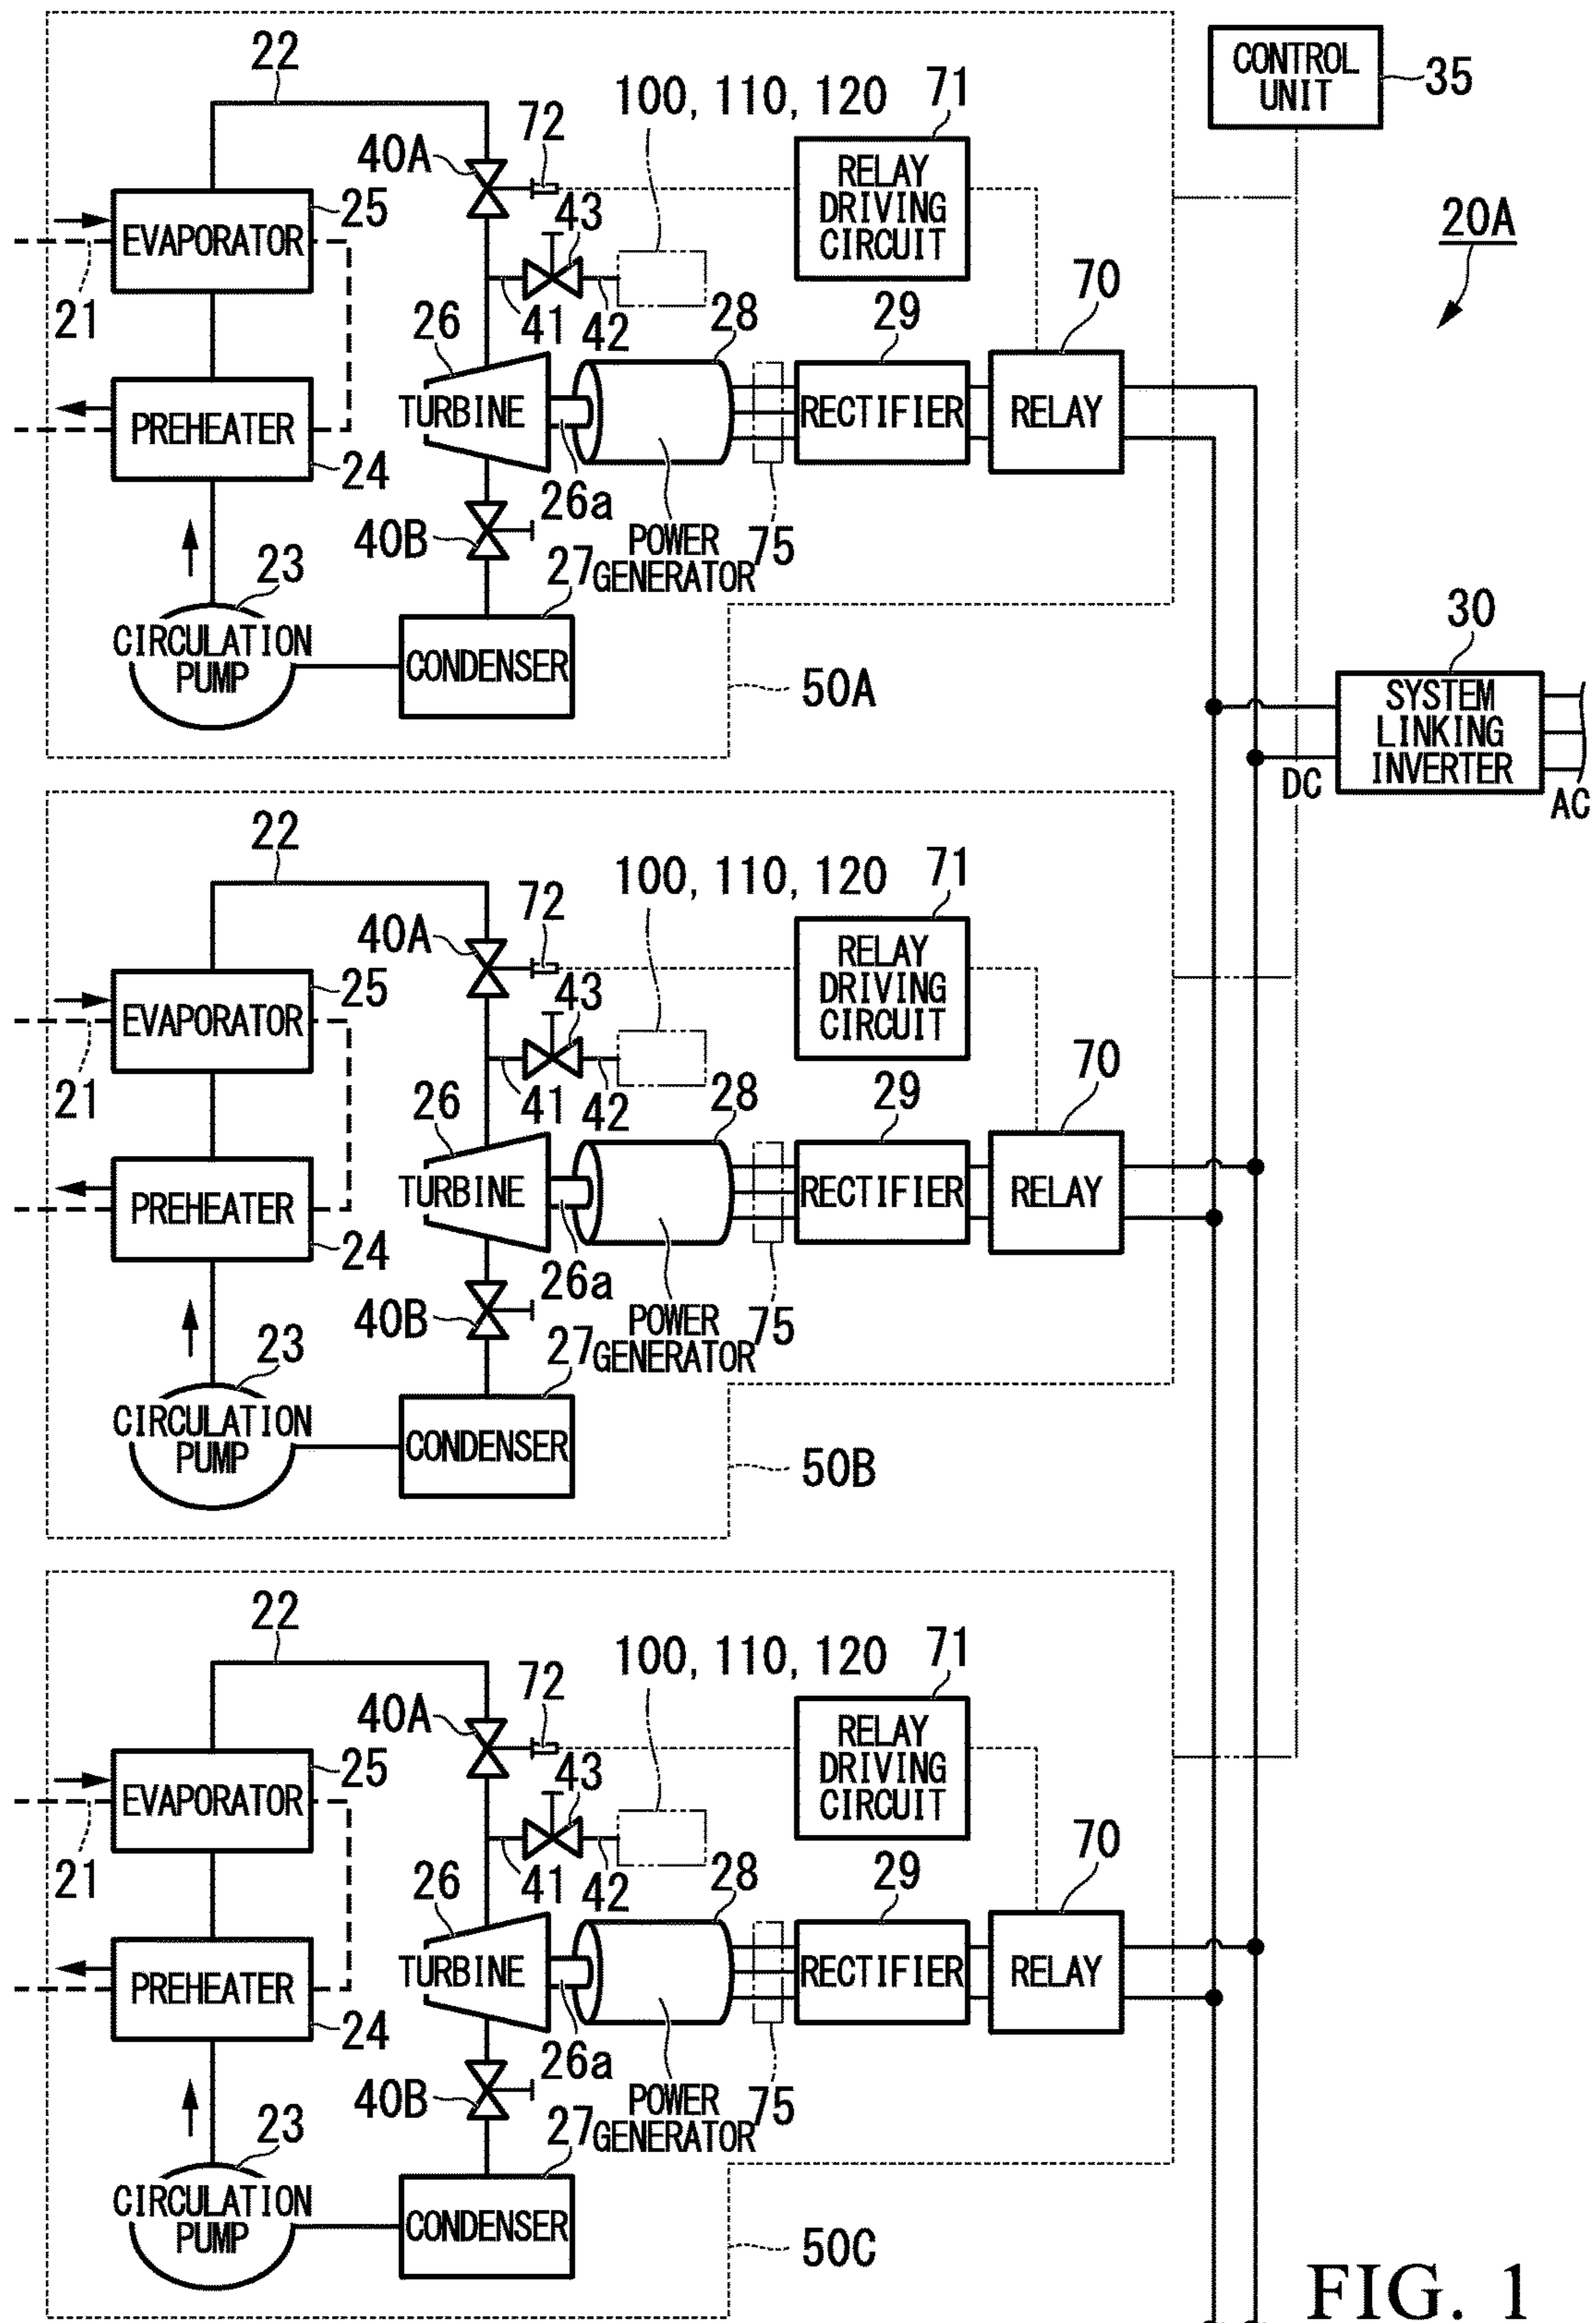 22
100, 110, 120
71
CONTROL
UNIT
35
72
40A
RELAY
DRIVING
CIRCUIT
25
43
EVAPORATOR
20A
21
26
41
42
28
29
70
TURBINE
RECTIFIER
RELAY
PREHEATER
24
26a
40B
POWER
GENERATOR
75
23
27
CIRCULATION
PUMP
CONDENSER
50A
30
SYSTEM
LINKING
INVERTER
DC
AC
22
100, 110, 120
71
72
40A
RELAY
DRIVING
CIRCUIT
25
43
EVAPORATOR
21
26
41
42
28
29
70
TURBINE
RECTIFIER
RELAY
PREHEATER
24
26a
40B
POWER
GENERATOR
75
23
27
CIRCULATION
PUMP
CONDENSER
50B
22
100, 110, 120
71
72
40A
RELAY
DRIVING
CIRCUIT
25
43
EVAPORATOR
21
26
41
42
28
29
70
TURBINE
RECTIFIER
RELAY
PREHEATER
24
26a
40B
POWER
GENERATOR
75
23
27
CIRCULATION
PUMP
CONDENSER
50C
FIG. 1